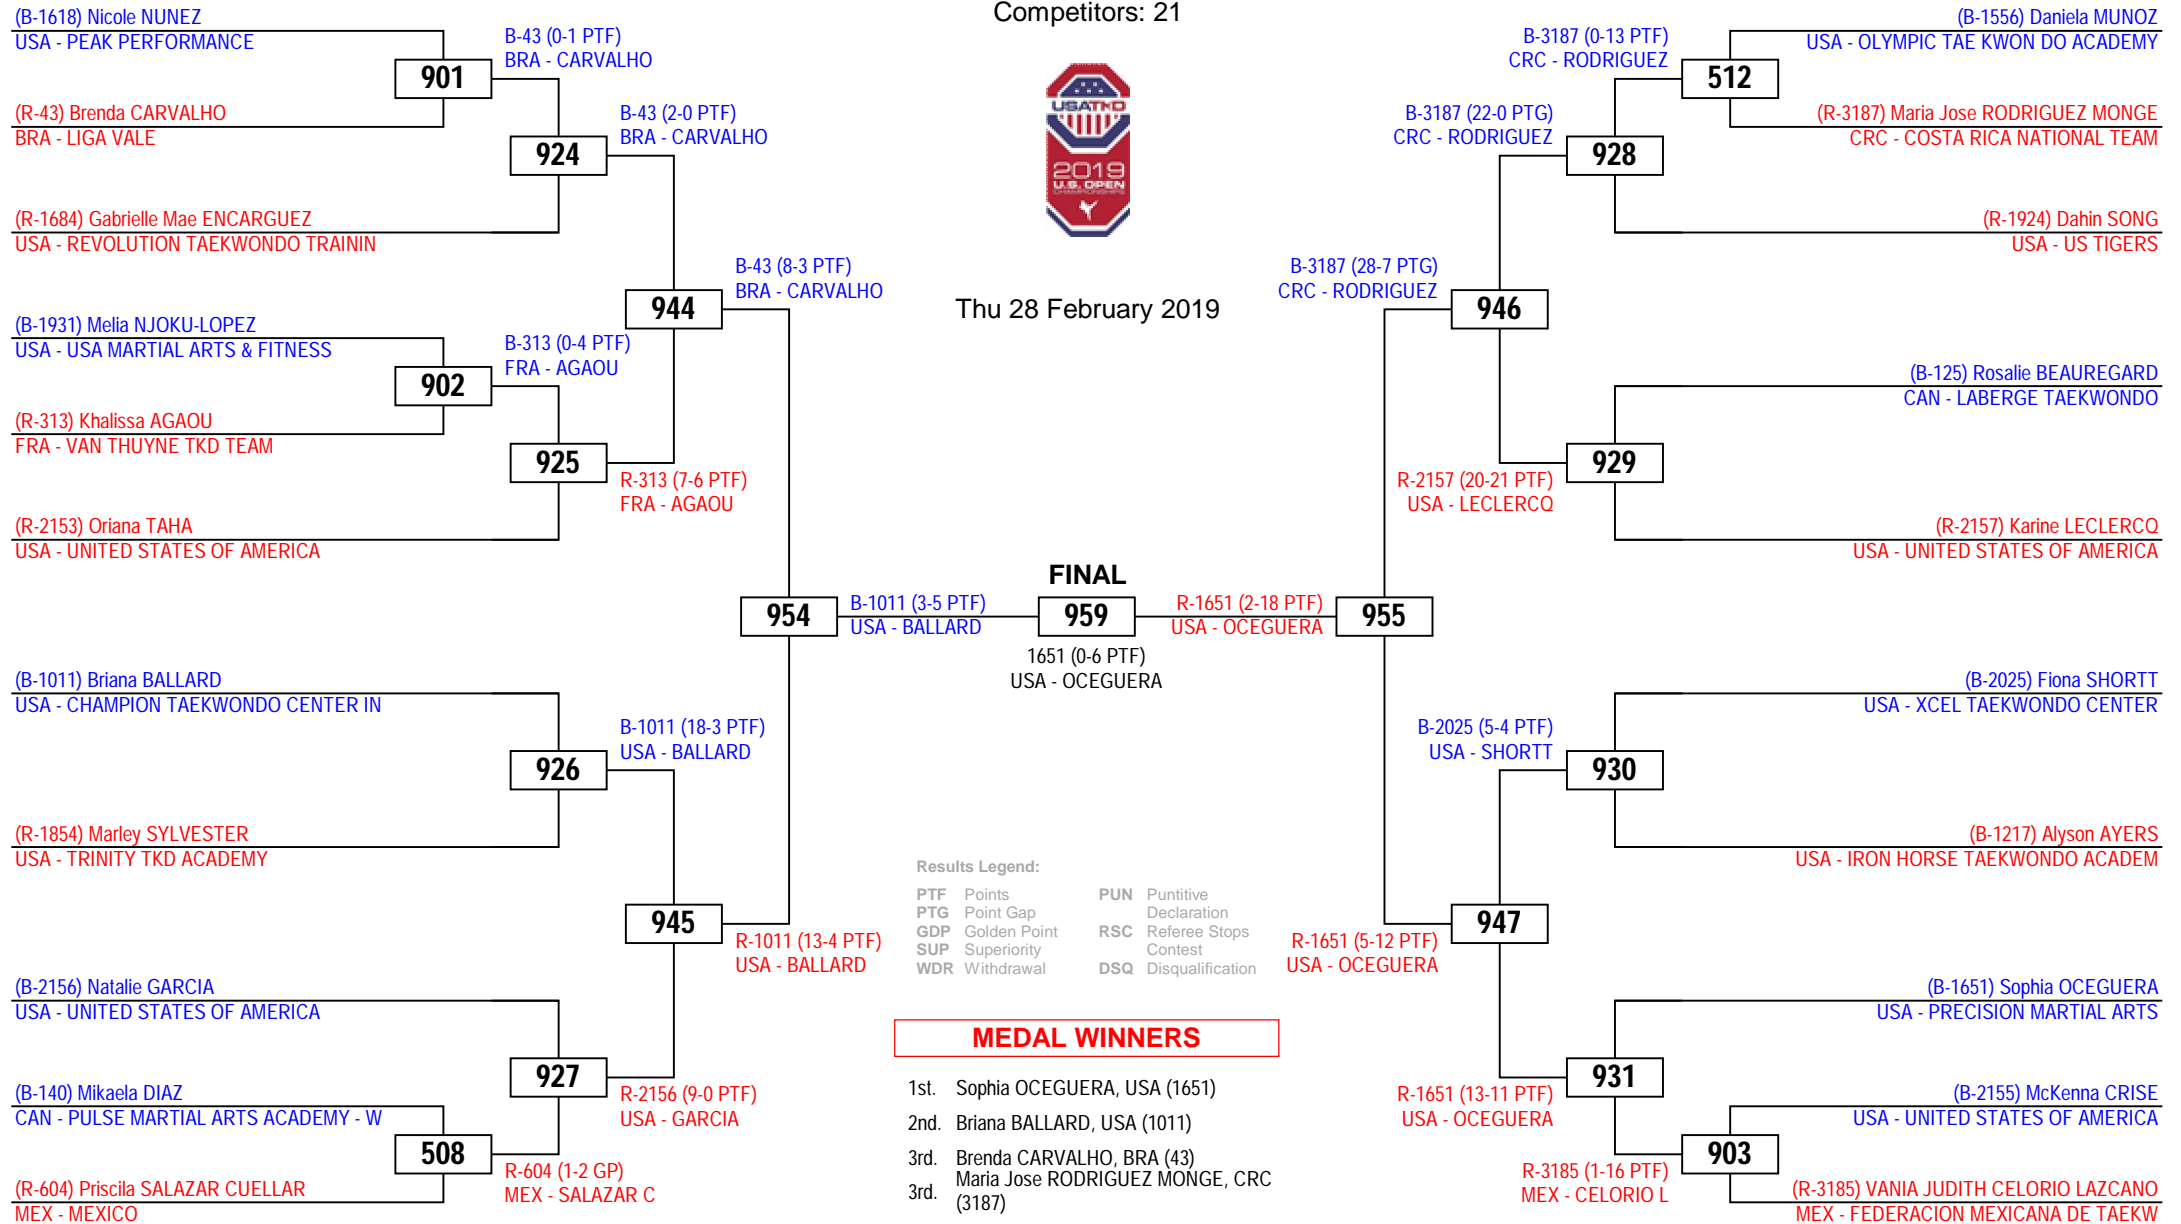 Competitors: 21
USATKD
2019
U.S. OPEN
CHAMPIONSHIPS
Thu 28 February 2019
(B-1618) Nicole NUNEZ
USA - PEAK PERFORMANCE
901
(R-43) Brenda CARVALHO
BRA - LIGA VALE
B-43 (0-1 PTF)
BRA - CARVALHO
924
(R-1684) Gabrielle Mae ENCARGUEZ
USA - REVOLUTION TAEKWONDO TRAININ
B-43 (2-0 PTF)
BRA - CARVALHO
944
B-43 (8-3 PTF)
BRA - CARVALHO
(B-1931) Melia NJOKU-LOPEZ
USA - USA MARTIAL ARTS & FITNESS
902
(R-313) Khalissa AGAOU
FRA - VAN THUYNE TKD TEAM
B-313 (0-4 PTF)
FRA - AGAOU
925
R-313 (7-6 PTF)
FRA - AGAOU
(R-2153) Oriana TAHA
USA - UNITED STATES OF AMERICA
954
B-1011 (3-5 PTF)
USA - BALLARD
(B-1011) Briana BALLARD
USA - CHAMPION TAEKWONDO CENTER IN
926
B-1011 (18-3 PTF)
USA - BALLARD
(R-1854) Marley SYLVESTER
USA - TRINITY TKD ACADEMY
945
R-1011 (13-4 PTF)
USA - BALLARD
(B-2156) Natalie GARCIA
USA - UNITED STATES OF AMERICA
927
R-2156 (9-0 PTF)
USA - GARCIA
(B-140) Mikaela DIAZ
CAN - PULSE MARTIAL ARTS ACADEMY - W
508
R-604 (1-2 GP)
MEX - SALAZAR C
(R-604) Priscila SALAZAR CUELLAR
MEX - MEXICO
FINAL
959
1651 (0-6 PTF)
USA - OCEGUERA
R-1651 (2-18 PTF)
USA - OCEGUERA
955
(B-1556) Daniela MUNOZ
USA - OLYMPIC TAE KWON DO ACADEMY
512
(R-3187) Maria Jose RODRIGUEZ MONGE
CRC - COSTA RICA NATIONAL TEAM
B-3187 (0-13 PTF)
CRC - RODRIGUEZ
928
(R-1924) Dahin SONG
USA - US TIGERS
B-3187 (22-0 PTG)
CRC - RODRIGUEZ
946
B-3187 (28-7 PTG)
CRC - RODRIGUEZ
(B-125) Rosalie BEAUREGARD
CAN - LABERGE TAEKWONDO
929
R-2157 (20-21 PTF)
USA - LECLERCQ
(R-2157) Karine LECLERCQ
USA - UNITED STATES OF AMERICA
(B-2025) Fiona SHORTT
USA - XCEL TAEKWONDO CENTER
930
B-2025 (5-4 PTF)
USA - SHORTT
(B-1217) Alyson AYERS
USA - IRON HORSE TAEKWONDO ACADEM
947
R-1651 (5-12 PTF)
USA - OCEGUERA
(B-1651) Sophia OCEGUERA
USA - PRECISION MARTIAL ARTS
931
R-1651 (13-11 PTF)
USA - OCEGUERA
(B-2155) McKenna CRISE
USA - UNITED STATES OF AMERICA
903
R-3185 (1-16 PTF)
MEX - CELORIO L
(R-3185) VANIA JUDITH CELORIO LAZCANO
MEX - FEDERACION MEXICANA DE TAEKW
Results Legend:
PTF Points
PTG Point Gap
GDP Golden Point
SUP Superiority
WDR Withdrawal
PUN Puntitive
Declaration
RSC Referee Stops
Contest
DSQ Disqualification
MEDAL WINNERS
1st. Sophia OCEGUERA, USA (1651)
2nd. Briana BALLARD, USA (1011)
3rd. Brenda CARVALHO, BRA (43)
3rd. Maria Jose RODRIGUEZ MONGE, CRC
(3187)